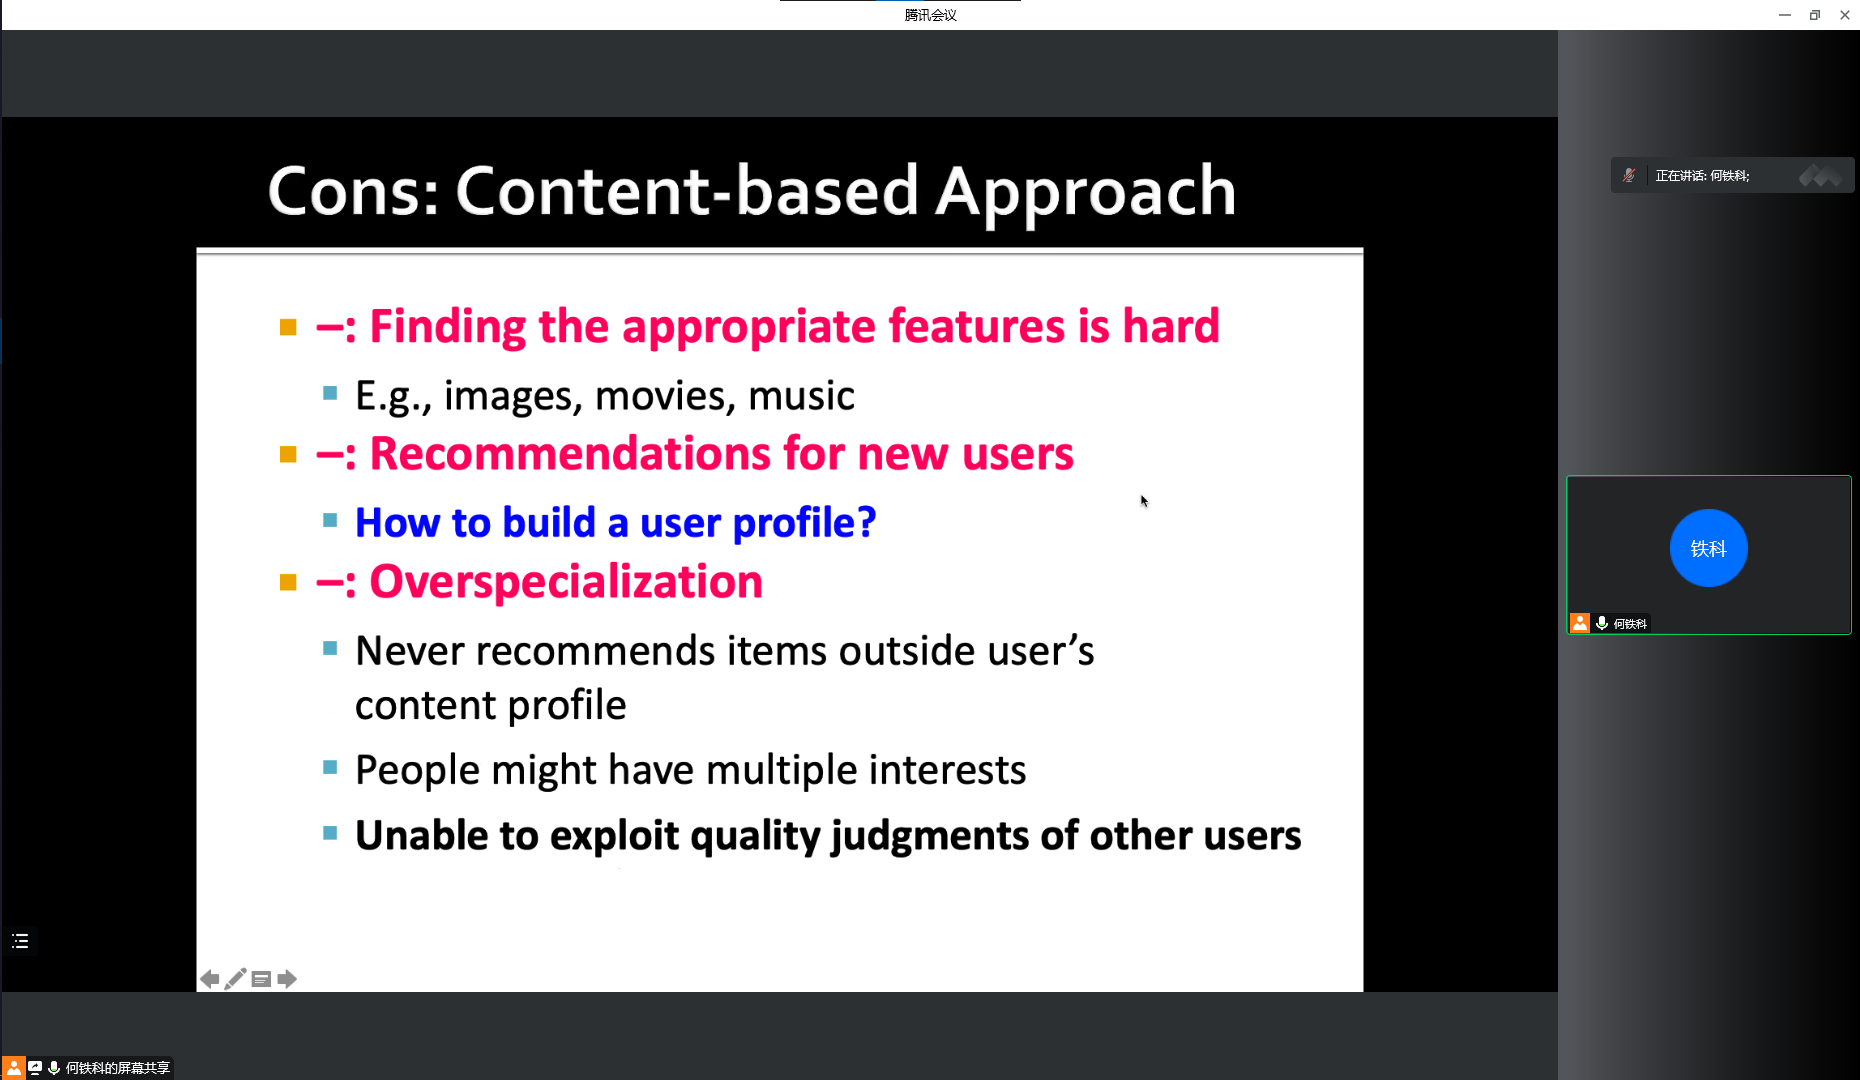 腾讯会议
Cons: Content-based Approach
–: Finding the appropriate features is hard
E.g., images, movies, music
–: Recommendations for new users
How to build a user profile?
–: Overspecialization
Never recommends items outside user’s
content profile
People might have multiple interests
Unable to exploit quality judgments of other users
正在讲话: 何铁科;
铁科
何铁科
何铁科的屏幕共享